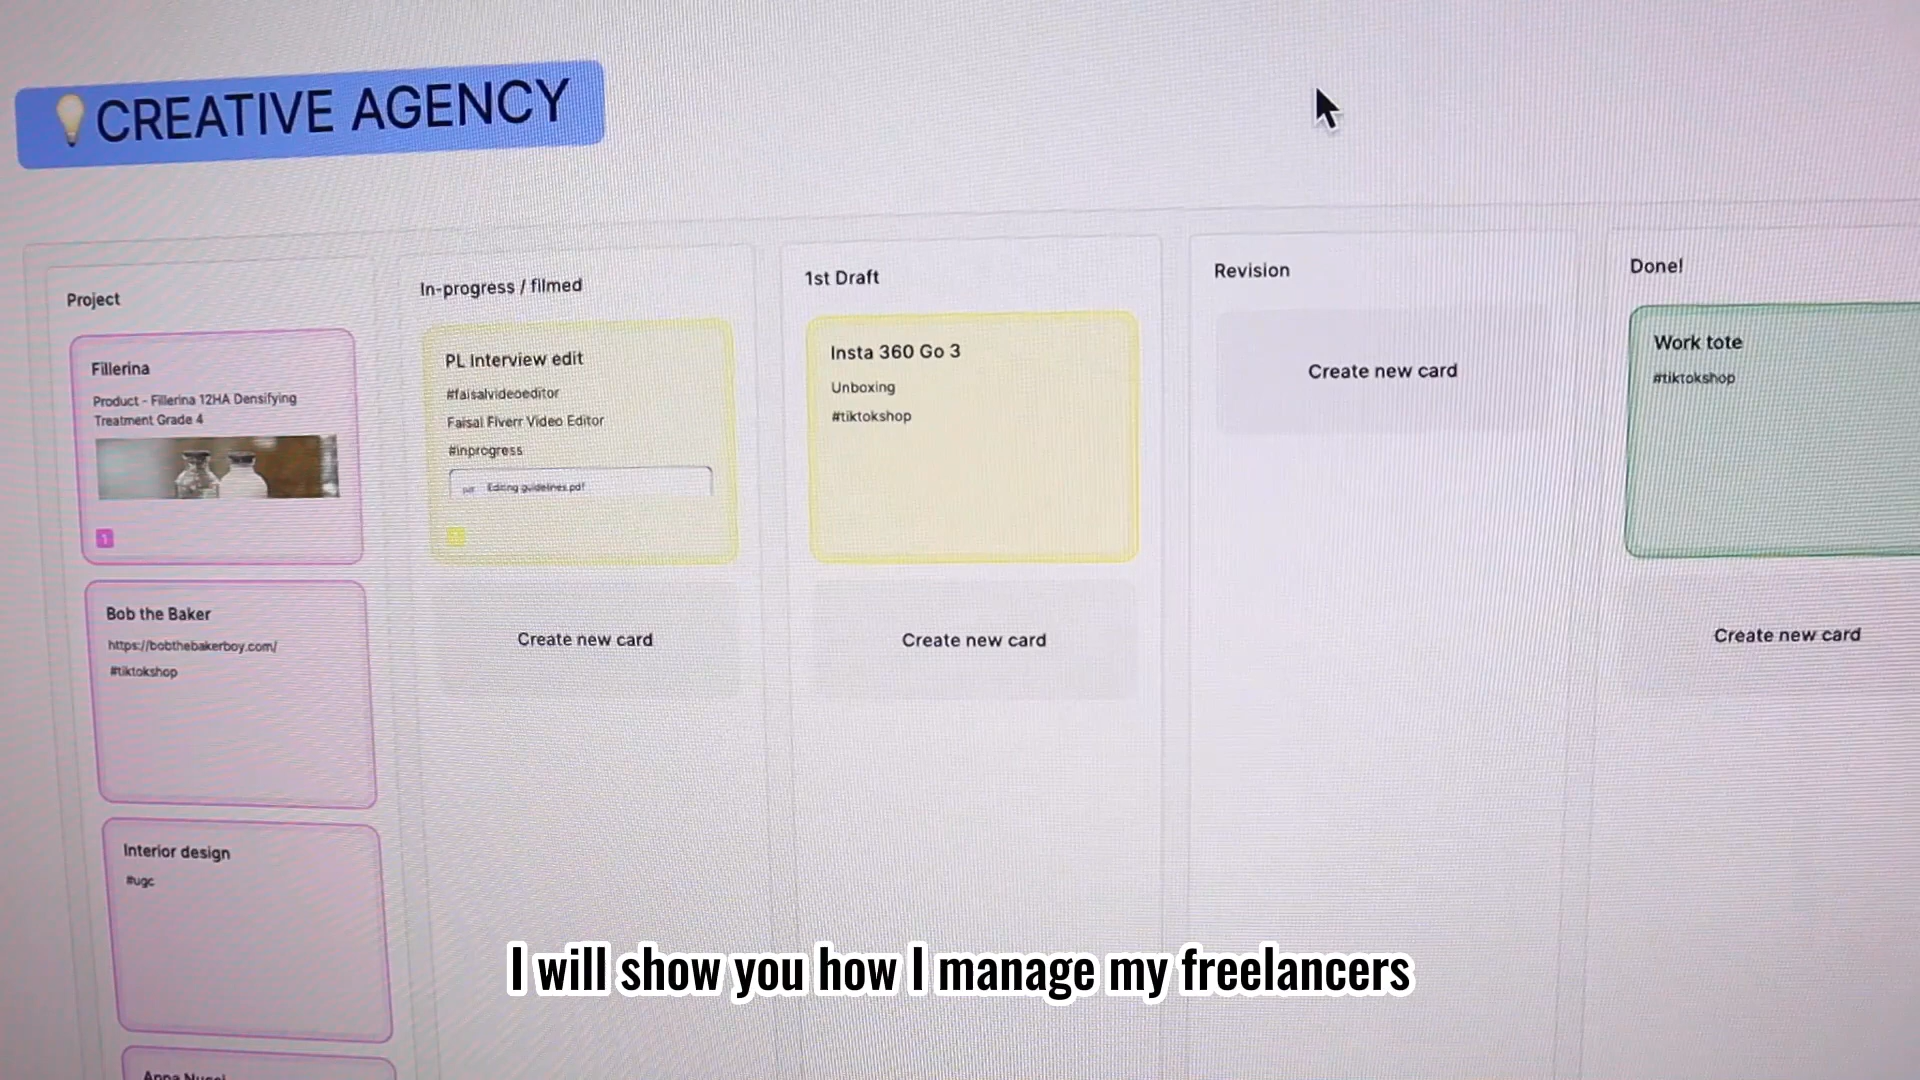 CREATIVE AGENCY
Project
Fillerina
Product - Fillerina 12HA Densifying
Treatment Grade 4
1
Bob the Baker
https://bobthebakerboy.com/
#tiktokshop
Interior design
#ugc
In-progress / filmed
PL Interview edit
#faisalvideoeditor
Faisal Fiverr Video Editor
#inprogress
Editing guidelines.pdf
Create new card
1st Draft
Insta 360 Go 3
Unboxing
#tiktokshop
Create new card
Revision
Create new card
Done!
Work tote
#tiktokshop
Create new card
I will show you how I manage my freelancers